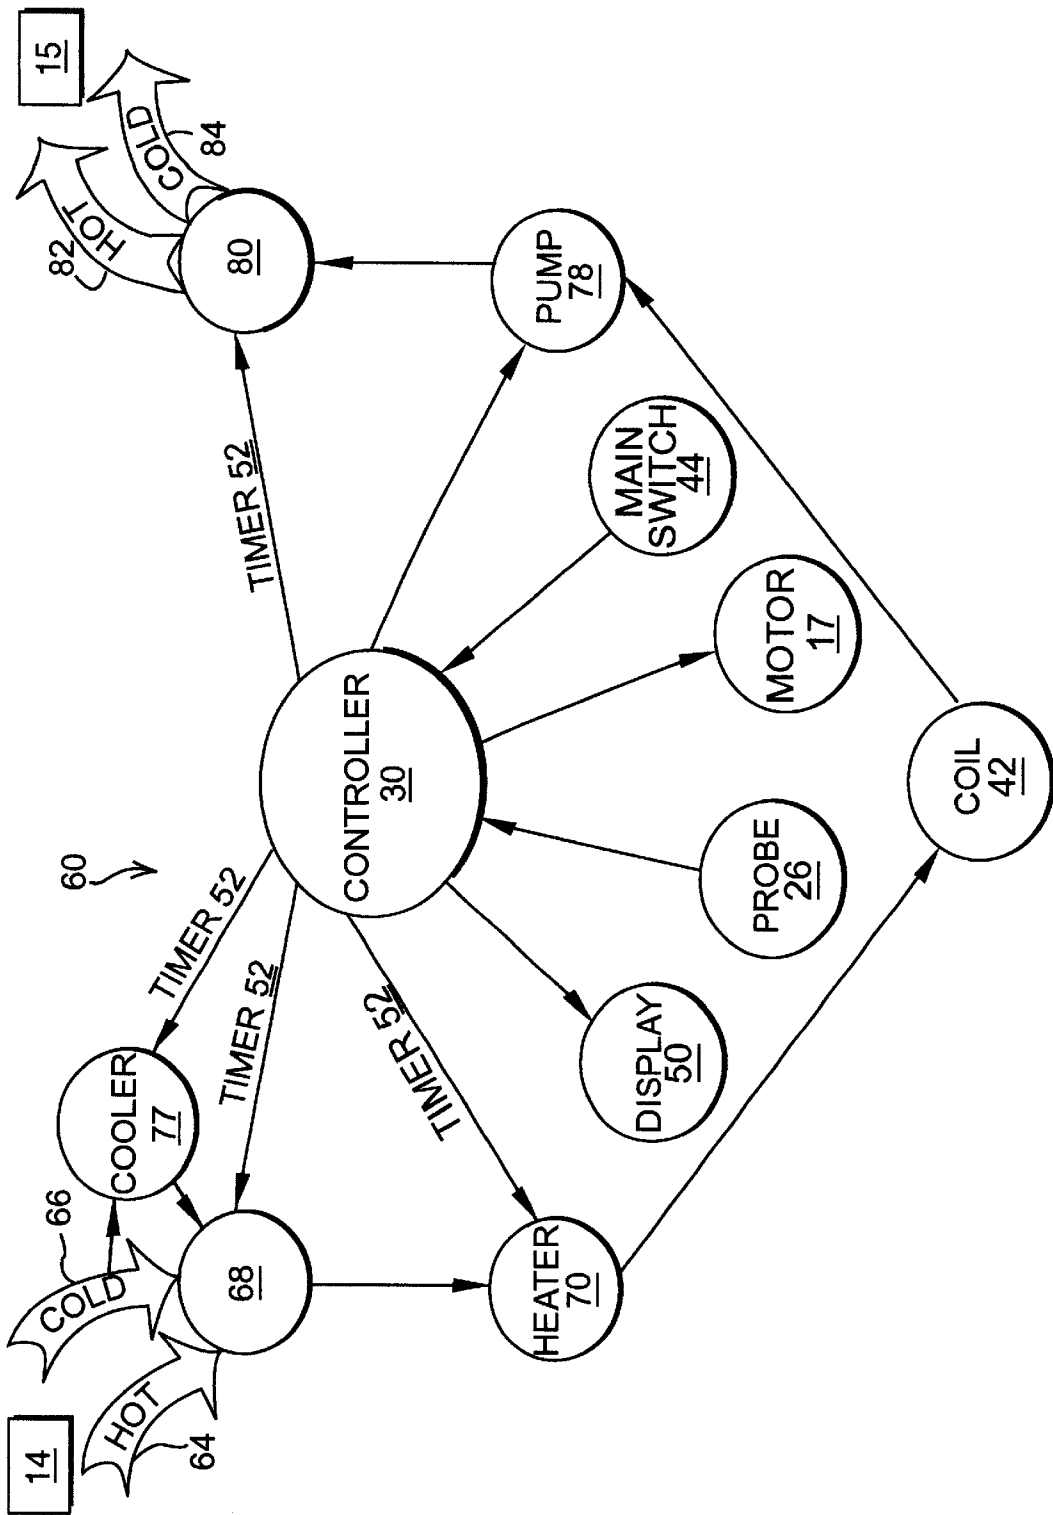 14
HOT
64
COLD
66
COOLER
77
68
HEATER
70
60
TIMER 52
TIMER 52
TIMER 52
TIMER 52
CONTROLLER
30
DISPLAY
50
PROBE
26
MOTOR
17
MAIN
SWITCH
44
COIL
42
PUMP
78
80
82
HOT
COLD
84
15